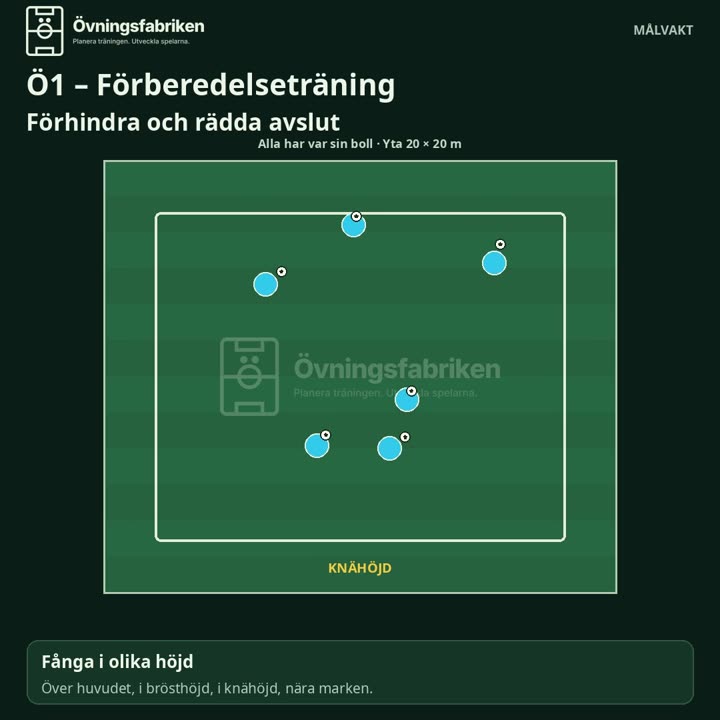 Övningsfabriken
Planera träningen. Utveckla spelarna.
MÅLVAKT
Ö1 – Förberedelseträning
Förhindra och rädda avslut
Alla har var sin boll · Yta 20 × 20 m
Övningsfabriken
Planera träningen. Utveckla spelarna.
KNÄHÖJD
Fånga i olika höjd
Över huvudet, i brösthöjd, i knähöjd, nära marken.